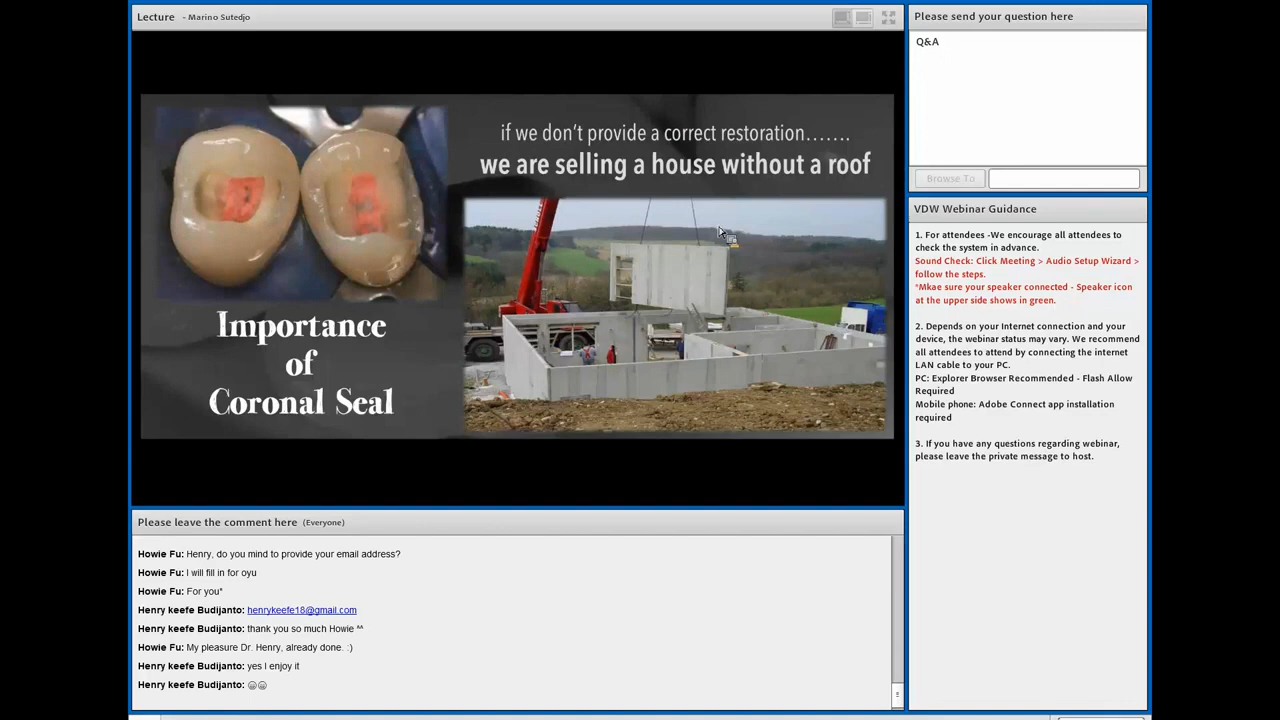 Lecture - Marino Sutedjo
if we don't provide a correct restoration…….
we are selling a house without a roof
Importance
of
Coronal Seal
Please leave the comment here (Everyone)
Howie Fu: Henry, do you mind to provide your email address?
Howie Fu: I will fill in for oyu
Howie Fu: For you*
Henry keefe Budijanto: henrykeefe18@gmail.com
Henry keefe Budijanto: thank you so much Howie ^^
Howie Fu: My pleasure Dr. Henry, already done. :)
Henry keefe Budijanto: yes I enjoy it
Henry keefe Budijanto: 😄😄
Please send your question here
Q&A
Browse To
VDW Webinar Guidance
1. For attendees -We encourage all attendees to
check the system in advance.
Sound Check: Click Meeting > Audio Setup Wizard >
follow the steps.
*Mkae sure your speaker connected - Speaker icon
at the upper side shows in green.
2. Depends on your Internet connection and your
device, the webinar status may vary. We recommend
all attendees to attend by connecting the internet
LAN cable to your PC.
PC: Explorer Browser Recommended - Flash Allow
Required
Mobile phone: Adobe Connect app installation
required
3. If you have any questions regarding webinar,
please leave the private message to host.